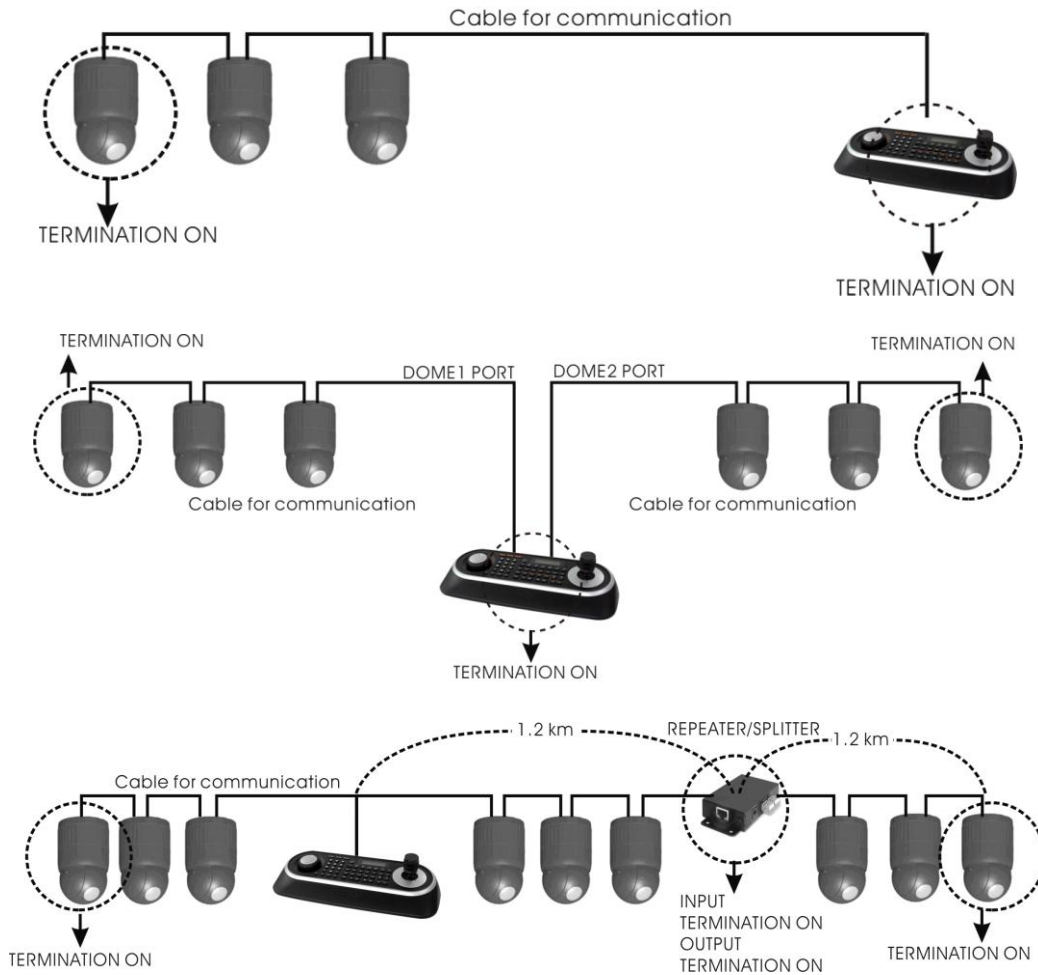 Cable for communication
TERMINATION ON
TERMINATION ON
TERMINATION ON
TERMINATION ON
DOME1 PORT
DOME2 PORT
Cable for communication
Cable for communication
TERMINATION ON
1.2 km
REPEATER/SPLITTER
1.2 km
Cable for communication
INPUT
TERMINATION ON
OUTPUT
TERMINATION ON
TERMINATION ON
TERMINATION ON